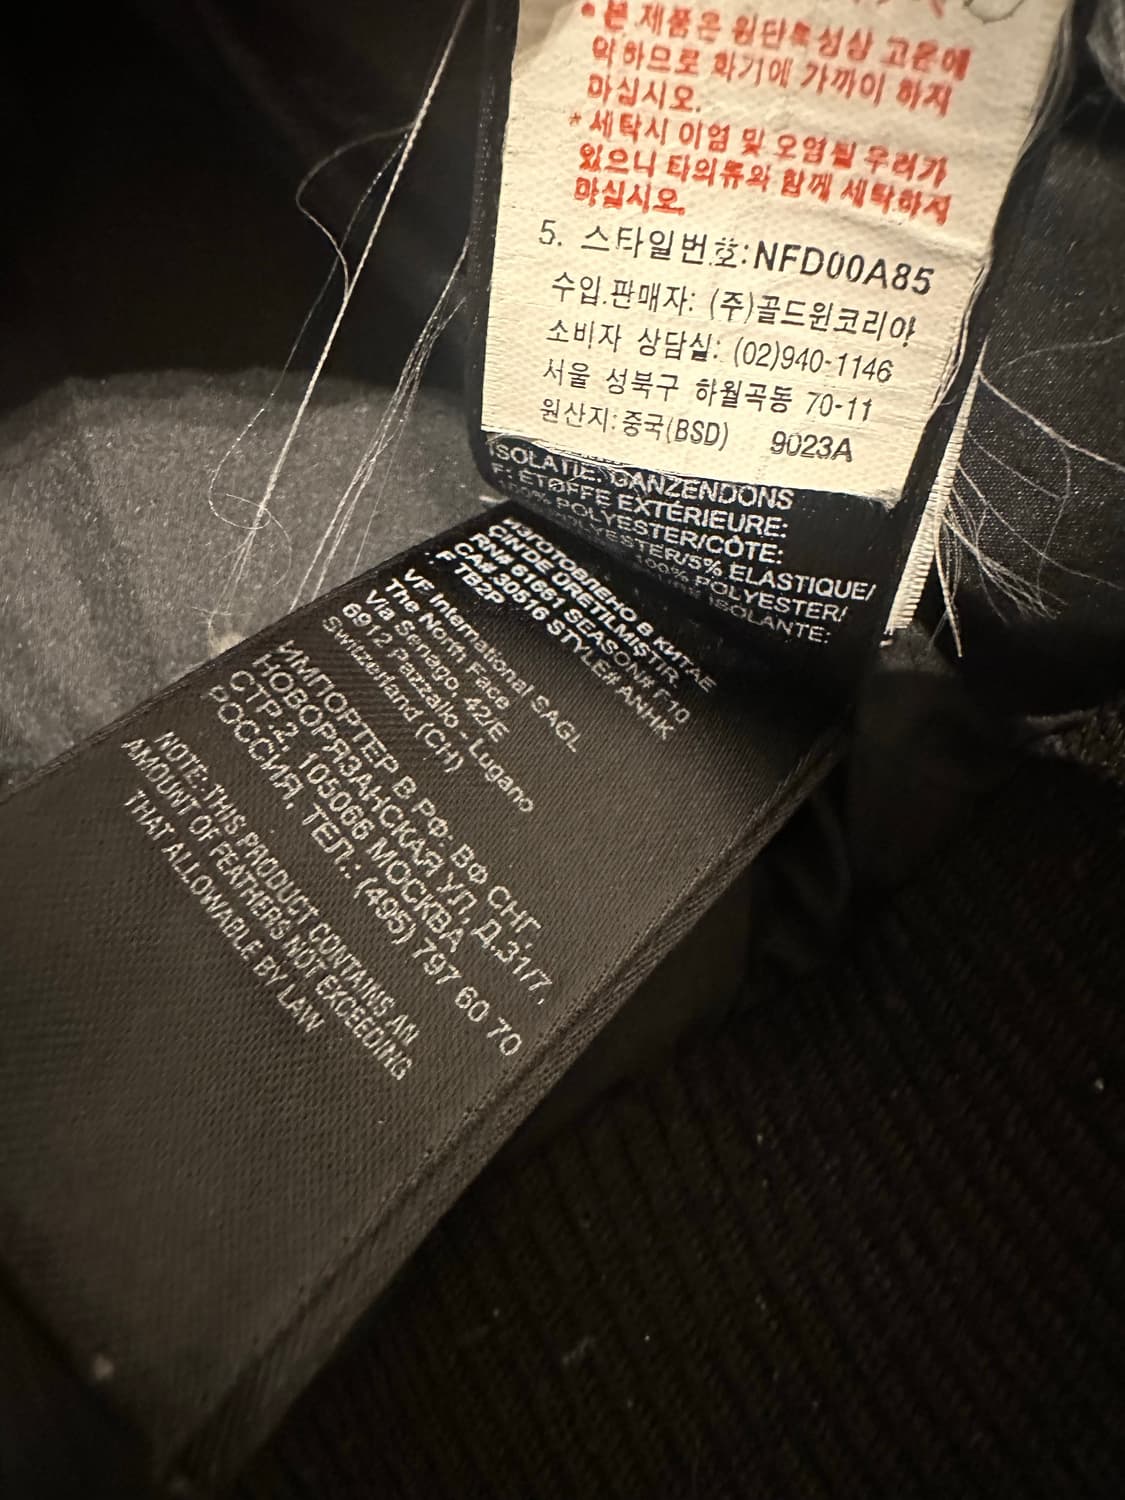 * 본 제품은 원단특성상 고온에
약하므로 화기에 가까이 하지
마십시오.
* 세탁시 이염 및 오염될 우려가
있으니 타의류와 함께 세탁하지
마십시오.
5. 스타일번호:NFD00A85
수입.판매자: (주)골드윈코리아
소비자 상담실: (02)940-1146
서울 성북구 하월곡동 70-11
원산지:중국(BSD) 9023A
ISOLATIE: GANZENDONS
F: ÉTOFFE EXTÉRIEURE:
100% POLYESTER/CÔTE:
POLYESTER/5% ÉLASTIQUE/
100% POLYESTER/
ISOLANTE:
ИЗГОТОВЛЕНО В КИТАЕ
ÇIN'DE ÜRETİLMİŞTİR
RN# 61661 SEASON# F10
CA# 30516 STYLE# ANHK
F: TB2P
VF International SAGL
The North Face
Via Senago, 42/E
6912 Pazzallo - Lugano
Switzerland (CH)
ИМПОРТЕР В РФ: ВФ СНГ,
НОВОРЯЗАНСКАЯ УЛ, Д.31/7,
СТР.2, 105066 МОСКВА
РОССИЯ, ТЕЛ.: (495) 797 60 70
NOTE: THIS PRODUCT CONTAINS AN
AMOUNT OF FEATHERS NOT EXCEEDING
THAT ALLOWABLE BY LAW